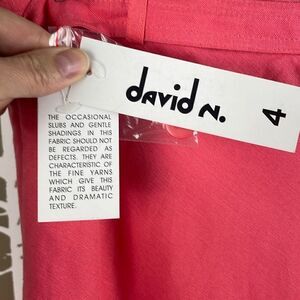 david N.
4
THE OCCASIONAL
SLUBS AND GENTLE
SHADINGS IN THIS
FABRIC SHOULD NOT
BE REGARDED AS
DEFECTS. THEY ARE
CHARACTERISTIC OF
THE FINE YARNS
WHICH GIVE THIS
FABRIC ITS BEAUTY
AND DRAMATIC
TEXTURE.